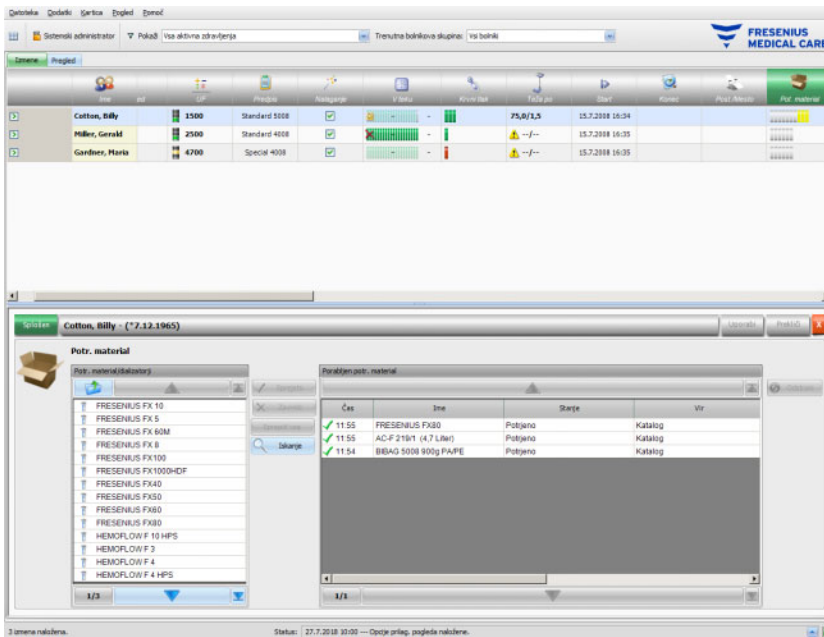 Datoteka Dodatki Kartica Pogled Pomoč
Sistenski administrator Pokaži Vsa aktivna zdravljenja Trenutna bolnikova skupina: Vsi bolniki
FRESENIUS
MEDICAL CARE
Izmene Pregled
Ime UF Predpis Nalaganje V teku Krvni tlak Teža po Start Konec Post./Mesto Pot. material
Cotton, Billy 1500 Standard 5008 - - 75,0/1,5 15.7.2008 16:34
Miller, Gerald 2500 Standard 4008 - - --/-- 15.7.2008 16:35
Gardner, Maria 4700 Special 4008 - - --/-- 15.7.2008 16:35
Splošen Cotton, Billy - (*7.12.1965) Uporabi Prekliči X
Potr. material
Potr. material/dializatorji
Porabljen potr. material
FRESENIUS FX 10
FRESENIUS FX 5
FRESENIUS FX 60M
FRESENIUS FX 8
FRESENIUS FX100
FRESENIUS FX1000HDF
FRESENIUS FX40
FRESENIUS FX50
FRESENIUS FX60
FRESENIUS FX80
HEMOFLOW F 10 HPS
HEMOFLOW F 3
HEMOFLOW F 4
HEMOFLOW F 4 HPS
1/3
Iskanje
Čas Ime Stanje Vir
11:55 FRESENIUS FX80 Potrjeno Katalog
11:55 AC-F 219/1 (4,7 Liter) Potrjeno Katalog
11:54 BIBAG 5008 900g PA/PE Potrjeno Katalog
1/1
3 izmena naložena. Status: 27.7.2018 10:00 — Opcije prilag. pogleda naložene.